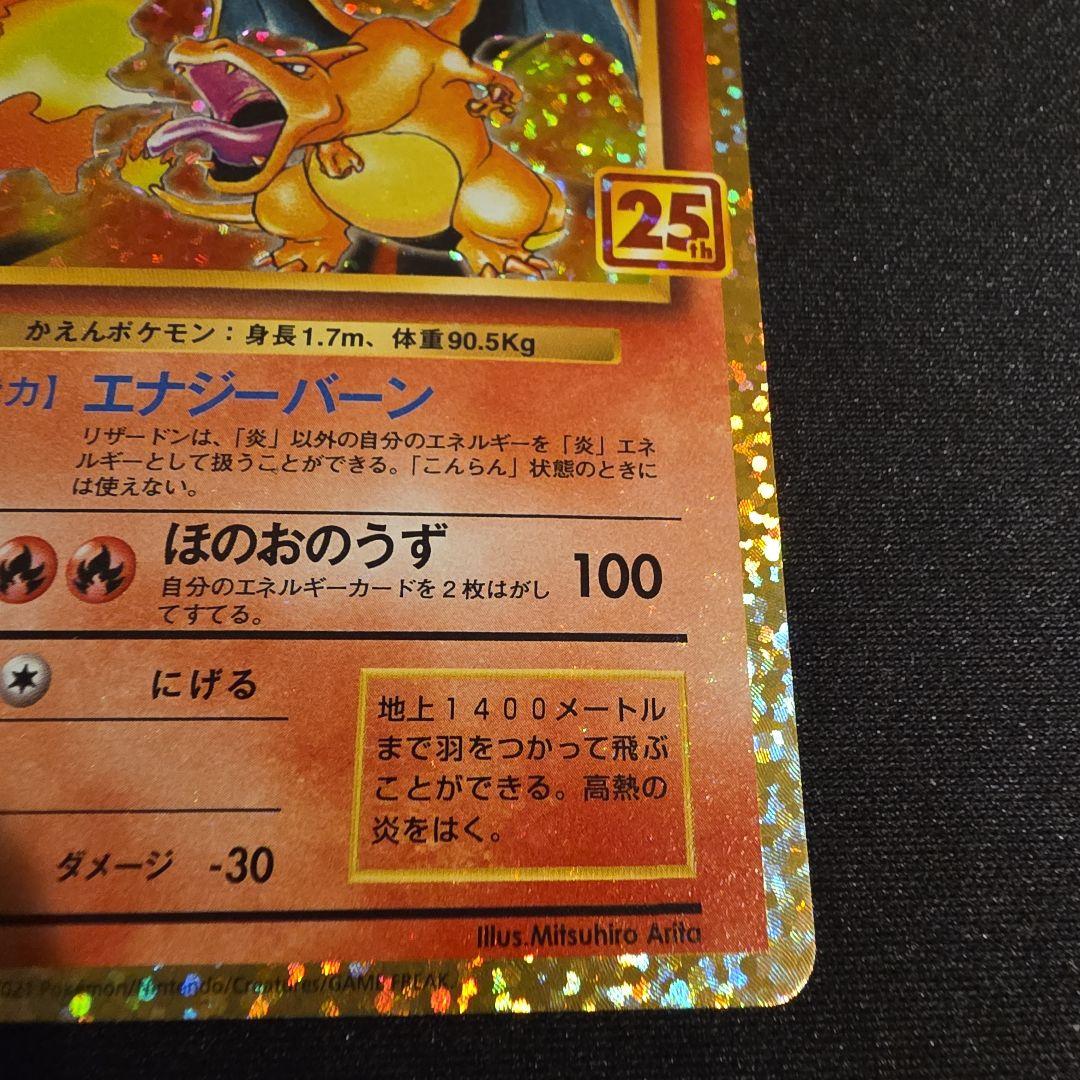 25th
かえんポケモン：身長1.7m、体重90.5Kg
カ】 エナジーバーン
リザードンは、「炎」以外の自分のエネルギーを「炎」エネ
ルギーとして扱うことができる。「こんらん」状態のときに
は使えない。
ほのおのうず 100
自分のエネルギーカードを２枚はがし
てすてる。
にげる
地上１４００メートル
まで羽をつかって飛ぶ
ことができる。高熱の
炎をはく。
ダメージ -30
Illus.Mitsuhiro Arita
2021 Pokémon/Nintendo/Creatures/GAME FREAK.